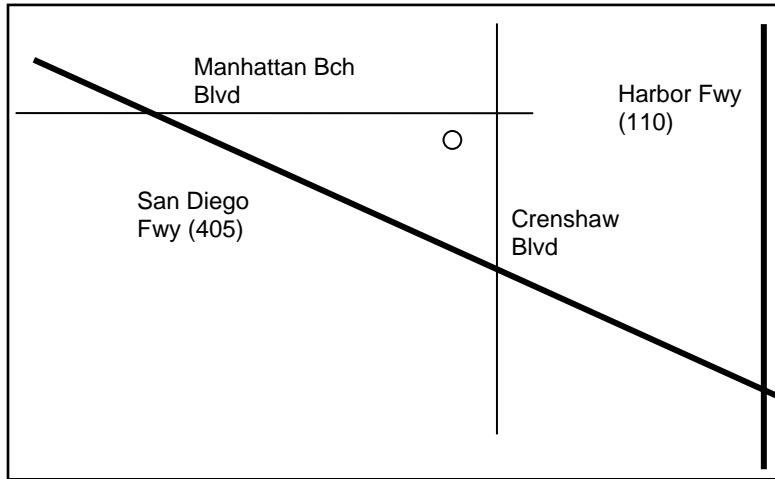 Manhattan Bch
Blvd
Harbor Fwy
(110)
San Diego
Fwy (405)
Crenshaw
Blvd